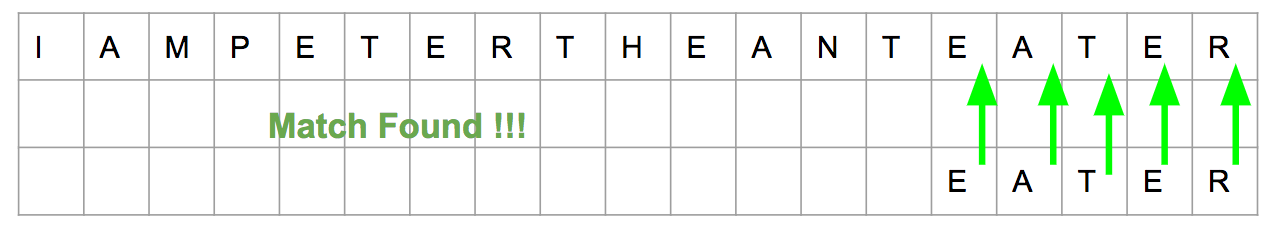 I A M P E T E R T H E A N T E A T E R
Match Found !!!
E A T E R